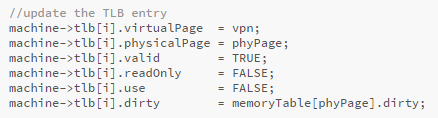 //update the TLB entry
machine->tlb[i].virtualPage  = vpn;
machine->tlb[i].physicalPage = phyPage;
machine->tlb[i].valid        = TRUE;
machine->tlb[i].readOnly     = FALSE;
machine->tlb[i].use          = FALSE;
machine->tlb[i].dirty        = memoryTable[phyPage].dirty;